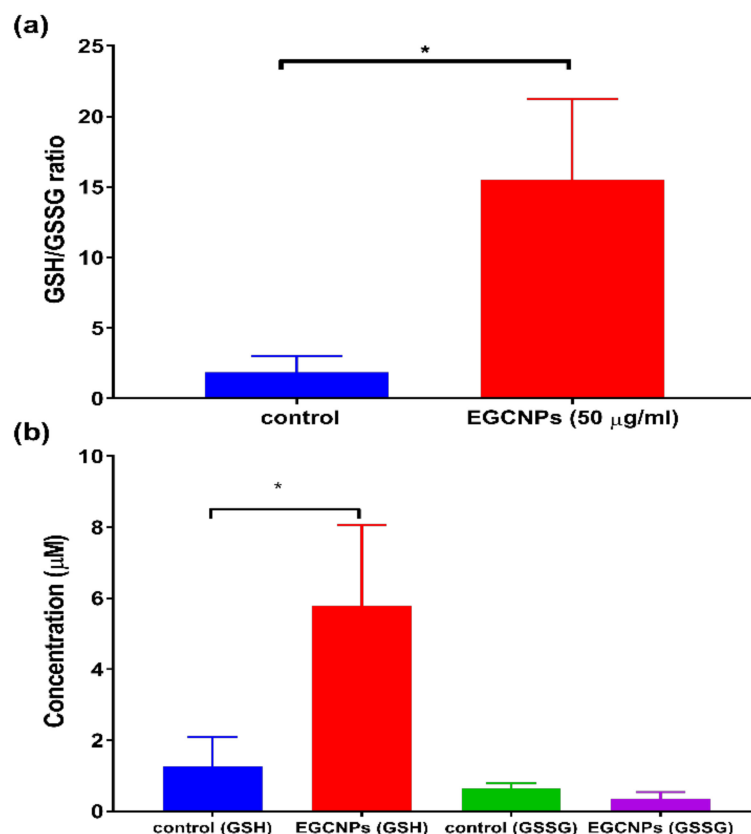 (a)
*
25
20
15
10
5
0
GSH/GSSG ratio
control EGCNPs (50 μg/ml)
(b)
*
10
8
6
4
2
0
Concentration (μM)
control (GSH) EGCNPs (GSH) control (GSSG) EGCNPs (GSSG)